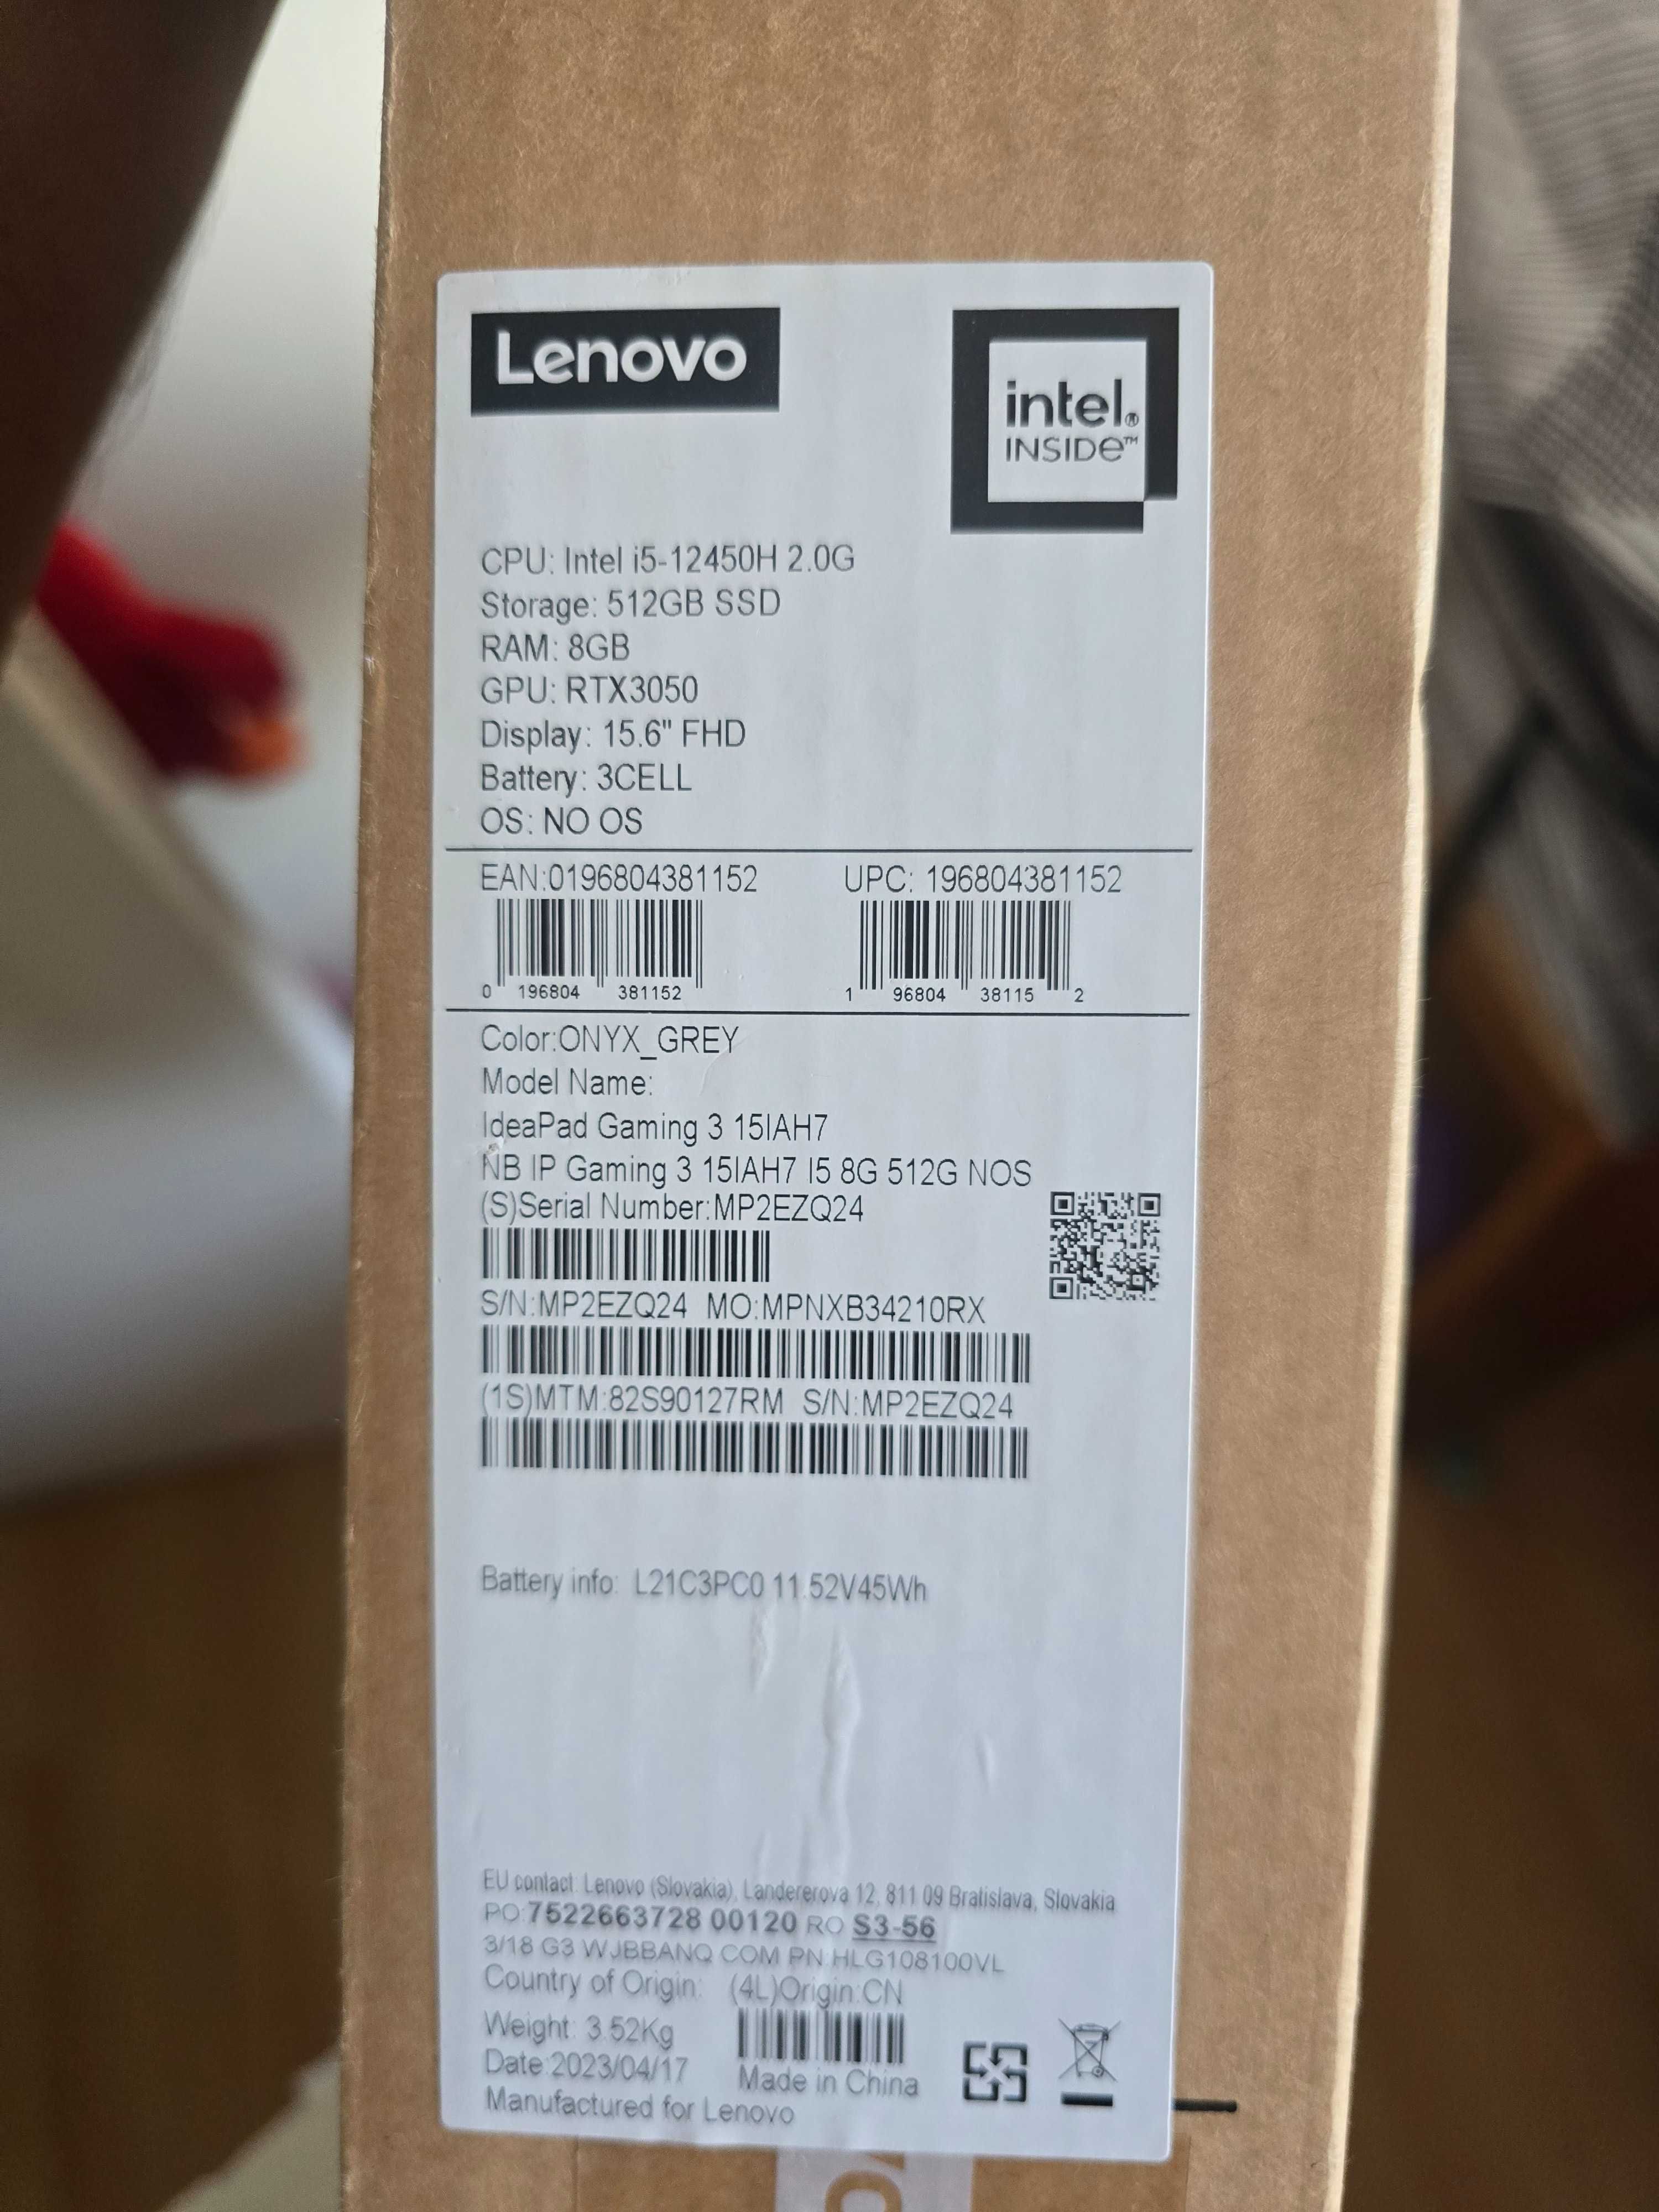 Lenovo
intel®
INSIDE™
CPU: Intel i5-12450H 2.0G
Storage: 512GB SSD
RAM: 8GB
GPU: RTX3050
Display: 15.6" FHD
Battery: 3CELL
OS: NO OS
EAN:0196804381152 UPC: 196804381152
0 196804 381152 1 96804 38115 2
Color:ONYX_GREY
Model Name:
IdeaPad Gaming 3 15IAH7
NB IP Gaming 3 15IAH7 I5 8G 512G NOS
(S)Serial Number:MP2EZQ24
S/N:MP2EZQ24 MO:MPNXB34210RX
(1S)MTM:82S90127RM S/N:MP2EZQ24
Battery info: L21C3PC0 11.52V45Wh
EU contact: Lenovo (Slovakia), Landererova 12, 811 09 Bratislava, Slovakia
PO:7522663728 00120 RO S3-56
3/18 G3 WJBBANQ COM PN:HLG108100VL
Country of Origin: (4L)Origin:CN
Weight: 3.52Kg
Date:2023/04/17 Made in China
Manufactured for Lenovo